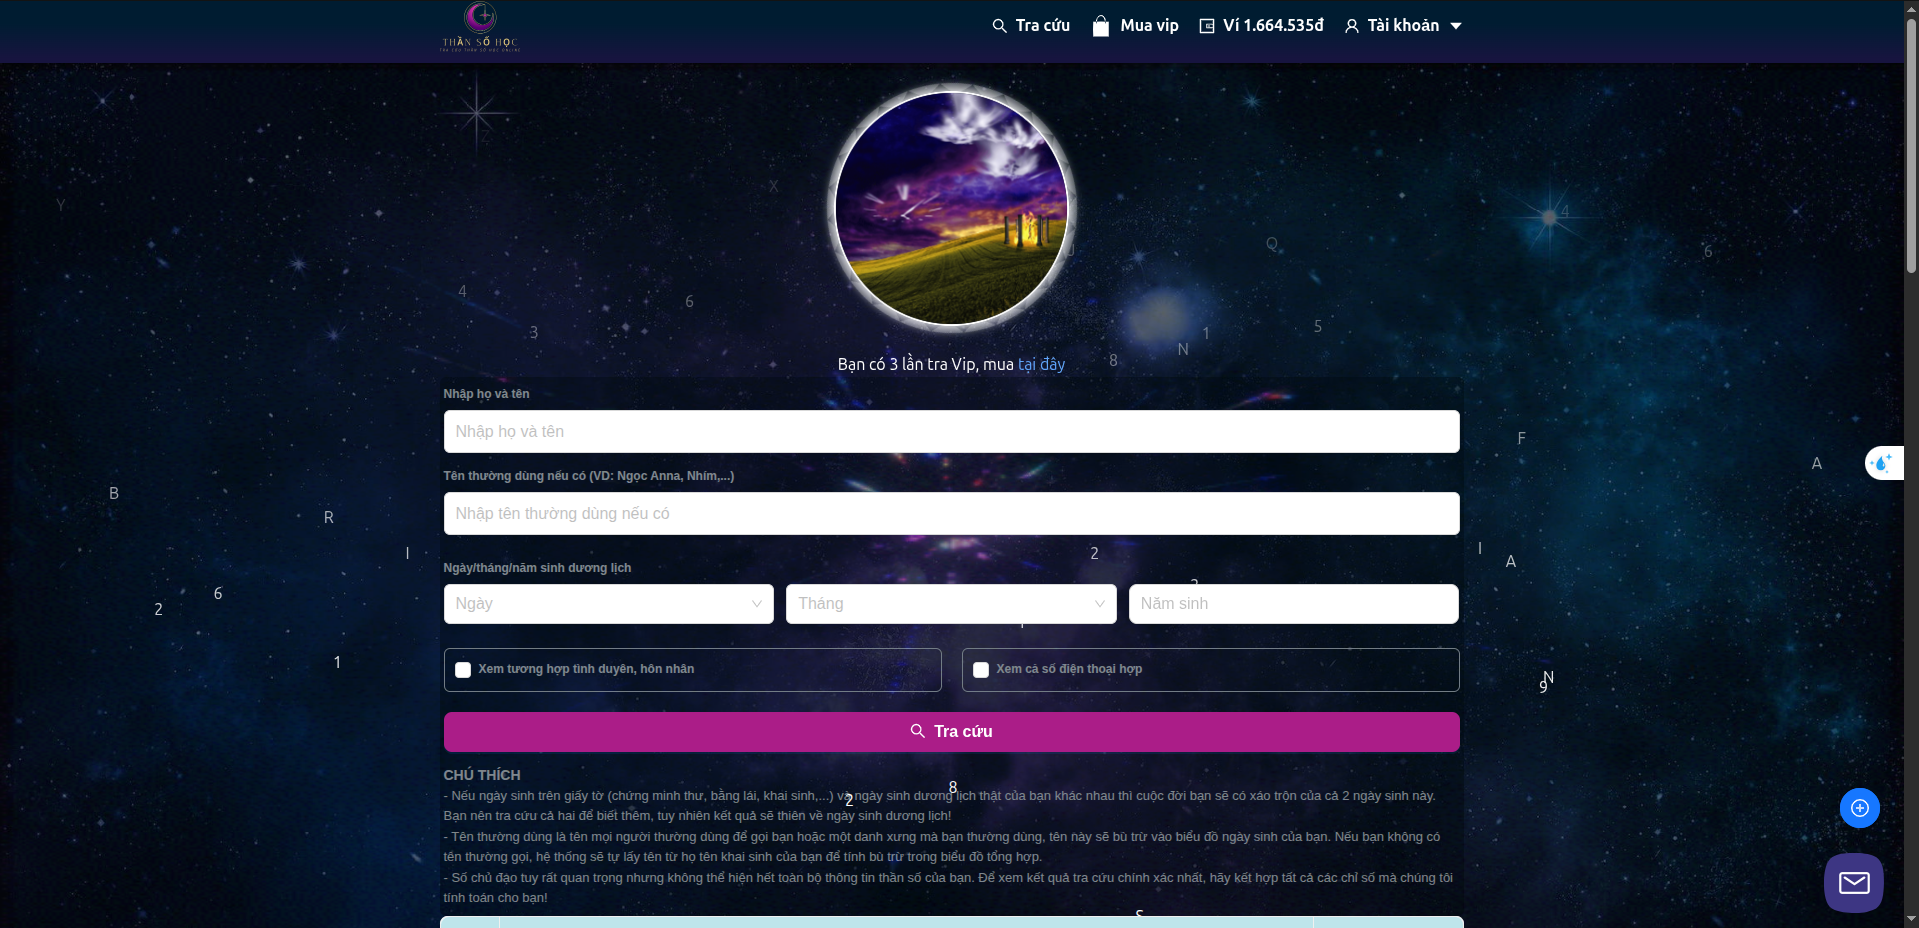 THẦN SỐ HỌC
TRA CỨU THẦN SỐ HỌC ONLINE
Tra cứu
Mua vip
Ví 1.664.535đ
Tài khoản
Bạn có 3 lần tra Vip, mua tại đây
Nhập họ và tên
Nhập họ và tên
Tên thường dùng nếu có (VD: Ngọc Anna, Nhím,...)
Nhập tên thường dùng nếu có
Ngày/tháng/năm sinh dương lịch
Ngày
Tháng
Năm sinh
Xem tương hợp tình duyên, hôn nhân
Xem cả số điện thoại hợp
Tra cứu
CHÚ THÍCH
- Nếu ngày sinh trên giấy tờ (chứng minh thư, bằng lái, khai sinh,...) và ngày sinh dương lịch thật của bạn khác nhau thì cuộc đời bạn sẽ có xáo trộn của cả 2 ngày sinh này.
Bạn nên tra cứu cả hai để biết thêm, tuy nhiên kết quả sẽ thiên về ngày sinh dương lịch!
- Tên thường dùng là tên mọi người thường dùng để gọi bạn hoặc một danh xưng mà bạn thường dùng, tên này sẽ bù trừ vào biểu đồ ngày sinh của bạn. Nếu bạn không có
tên thường gọi, hệ thống sẽ tự lấy tên từ họ tên khai sinh của bạn để tính bù trừ trong biểu đồ tổng hợp.
- Số chủ đạo tuy rất quan trọng nhưng không thể hiện hết toàn bộ thông tin thần số của bạn. Để xem kết quả tra cứu chính xác nhất, hãy kết hợp tất cả các chỉ số mà chúng tôi
tính toán cho bạn!